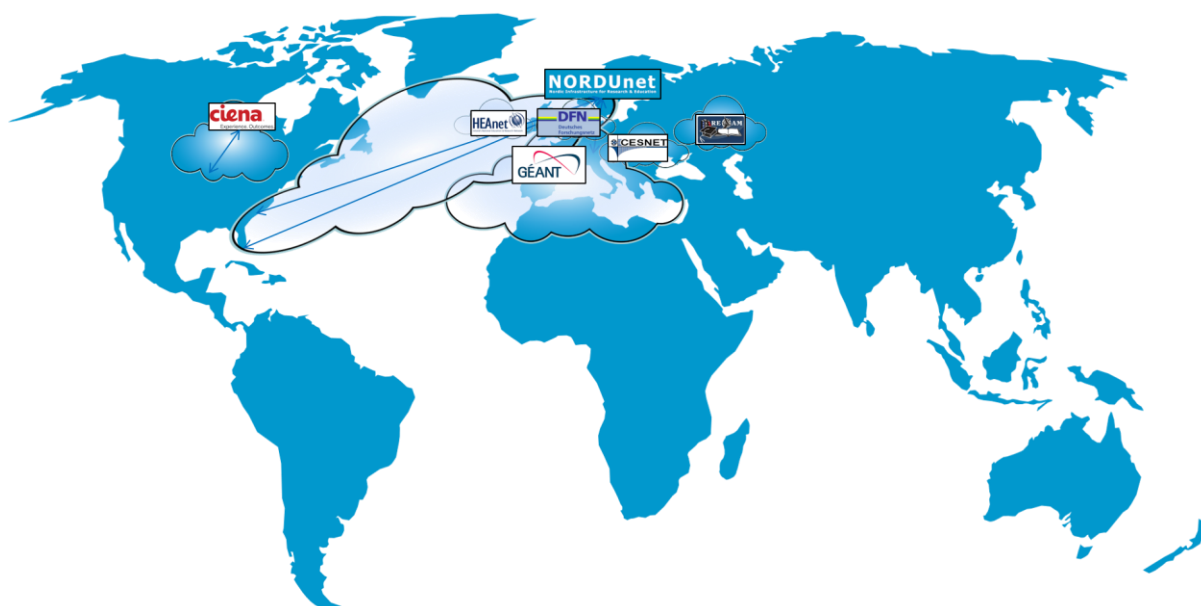 NORDUnet
Nordic Infrastructure for Research & Education
ciena
Experience. Outcomes.
HEAnet
DFN
Deutsches
Forschungsnetz
CESNET
GÉANT